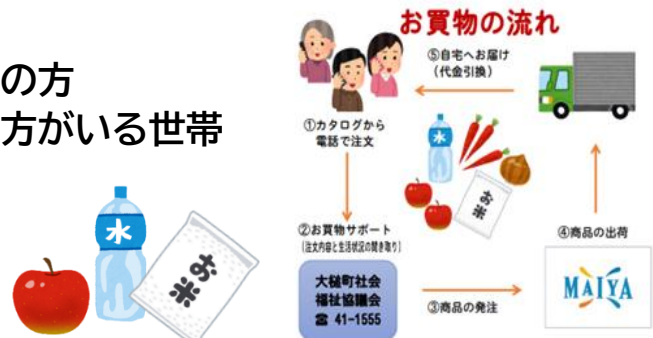 の方
方がいる世帯
水
お米
お買物の流れ
⑤自宅へお届け
(代金引換)
①カタログから
電話で注文
水
お米
②お買物サポート
(注文内容と生活状況の聞き取り)
④商品の出荷
大槌町社会
福祉協議会
☎ 41-1555
③商品の発注
MAIYA